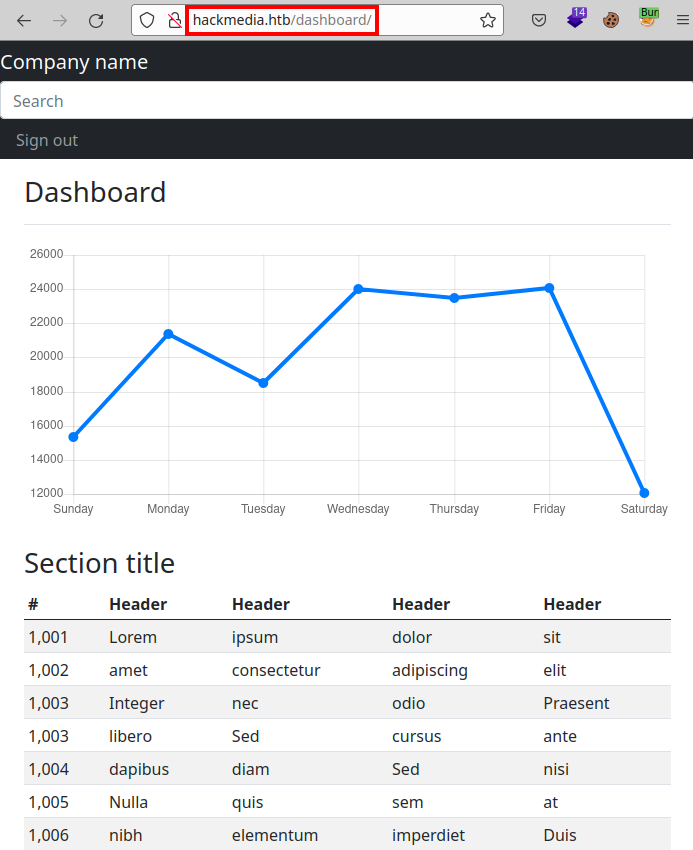 hackmedia.htb/dashboard/
14
Bur
Company name
Search
Sign out
Dashboard
26000
24000
22000
20000
18000
16000
14000
12000
Sunday Monday Tuesday Wednesday Thursday Friday Saturday
Section title
# Header Header Header Header
1,001 Lorem ipsum dolor sit
1,002 amet consectetur adipiscing elit
1,003 Integer nec odio Praesent
1,003 libero Sed cursus ante
1,004 dapibus diam Sed nisi
1,005 Nulla quis sem at
1,006 nibh elementum imperdiet Duis